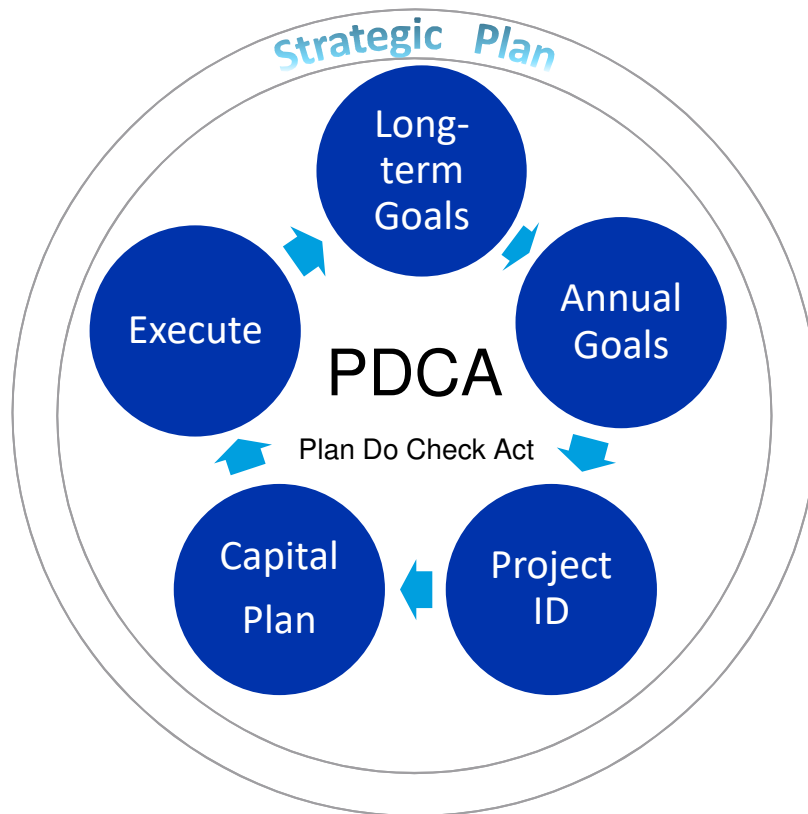 Strategic Plan
Long-
term
Goals
Annual
Goals
Project
ID
Capital
Plan
Execute
PDCA
Plan Do Check Act